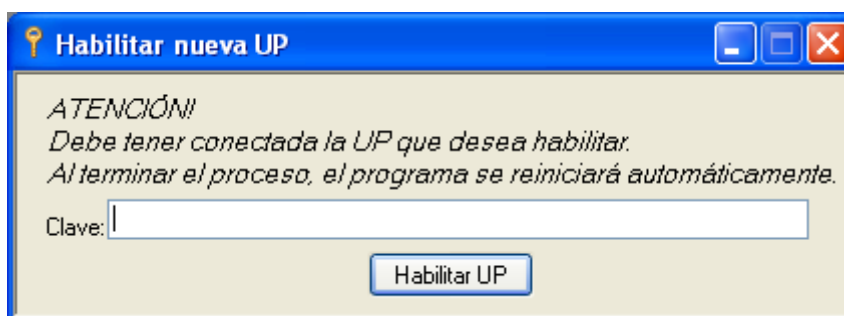 Habilitar nueva UP
ATENCIÓN!
Debe tener conectada la UP que desea habilitar.
Al terminar el proceso, el programa se reiniciará automáticamente.
Clave:
Habilitar UP